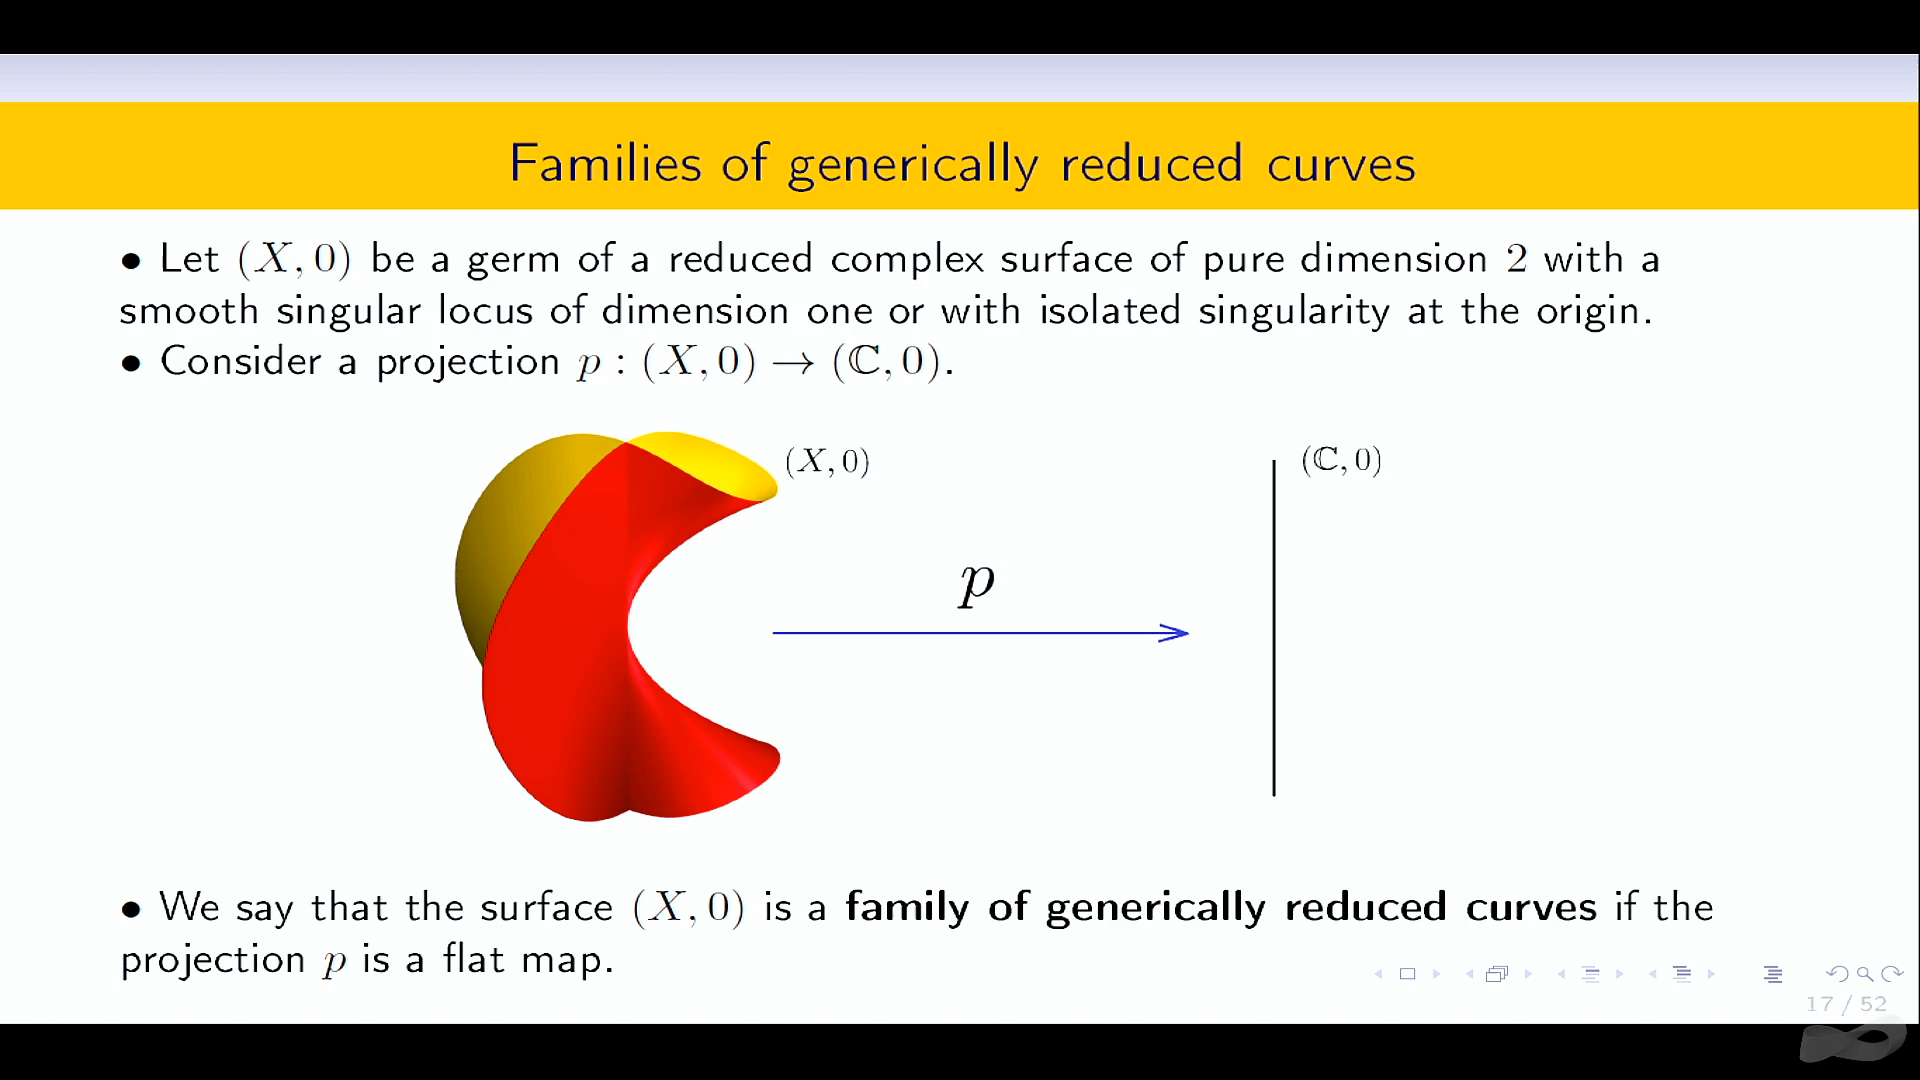 Families of generically reduced curves
• Let (X, 0) be a germ of a reduced complex surface of pure dimension 2 with a
smooth singular locus of dimension one or with isolated singularity at the origin.
• Consider a projection p : (X, 0) → (ℂ, 0).
(X, 0)
(ℂ, 0)
p
• We say that the surface (X, 0) is a family of generically reduced curves if the
projection p is a flat map.
17 / 52